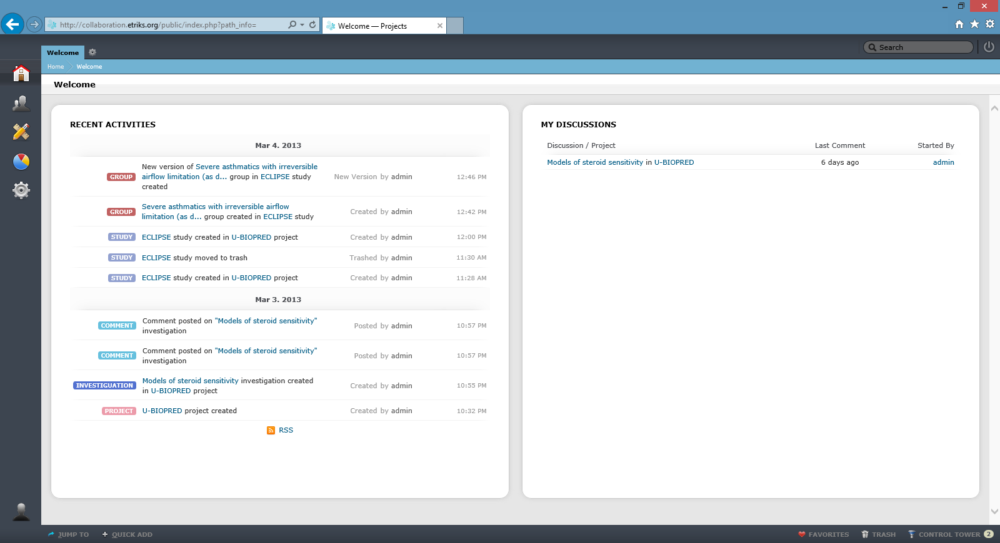 http://collaboration.etriks.org/public/index.php?path_info=
Welcome — Projects
Welcome
Search
Home
Welcome
Welcome
RECENT ACTIVITIES
Mar 4. 2013
GROUP
New version of Severe asthmatics with irreversible
airflow limitation (as d... group in ECLIPSE study
created
New Version by admin
12:46 PM
GROUP
Severe asthmatics with irreversible airflow
limitation (as d... group created in ECLIPSE study
Created by admin
12:42 PM
STUDY
ECLIPSE study created in U-BIOPRED project
Created by admin
12:00 PM
STUDY
ECLIPSE study moved to trash
Trashed by admin
11:30 AM
STUDY
ECLIPSE study created in U-BIOPRED project
Created by admin
11:28 AM
Mar 3. 2013
COMMENT
Comment posted on "Models of steroid sensitivity"
investigation
Posted by admin
10:57 PM
COMMENT
Comment posted on "Models of steroid sensitivity"
investigation
Posted by admin
10:57 PM
INVESTIGUATION
Models of steroid sensitivity investigation created
in U-BIOPRED project
Created by admin
10:55 PM
PROJECT
U-BIOPRED project created
Created by admin
10:32 PM
RSS
MY DISCUSSIONS
Discussion / Project
Last Comment
Started By
Models of steroid sensitivity in U-BIOPRED
6 days ago
admin
JUMP TO
QUICK ADD
FAVORITES
TRASH
CONTROL TOWER 2